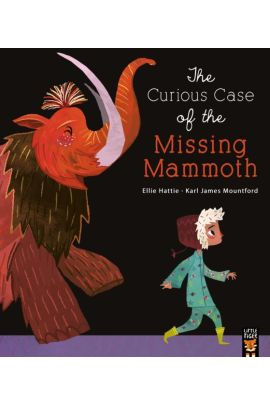 The
Curious Case
of the
Missing
Mammoth
Ellie Hattie · Karl James Mountford
LITTLE
TIGER